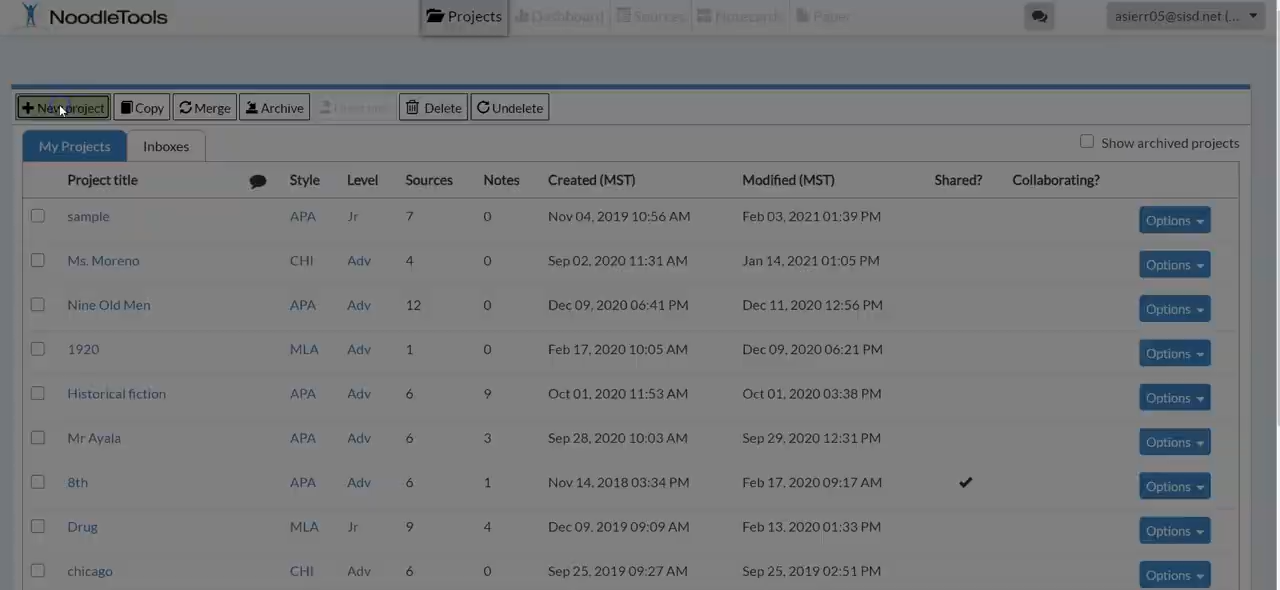 NoodleTools Projects Dashboard Sources Notecards Paper asierr05@sisd.net (...
New project Copy Merge Archive Delete Undelete
My Projects Inboxes Show archived projects
Project title Style Level Sources Notes Created (MST) Modified (MST) Shared? Collaborating?
sample APA Jr 7 0 Nov 04, 2019 10:56 AM Feb 03, 2021 01:39 PM Options
Ms. Moreno CHI Adv 4 0 Sep 02, 2020 11:31 AM Jan 14, 2021 01:05 PM Options
Nine Old Men APA Adv 12 0 Dec 09, 2020 06:41 PM Dec 11, 2020 12:56 PM Options
1920 MLA Adv 1 0 Feb 17, 2020 10:05 AM Dec 09, 2020 06:21 PM Options
Historical fiction APA Adv 6 9 Oct 01, 2020 11:53 AM Oct 01, 2020 03:38 PM Options
Mr Ayala APA Adv 6 3 Sep 28, 2020 10:03 AM Sep 29, 2020 12:31 PM Options
8th APA Adv 6 1 Nov 14, 2018 03:34 PM Feb 17, 2020 09:17 AM Options
Drug MLA Jr 9 4 Dec 09, 2019 09:09 AM Feb 13, 2020 01:33 PM Options
chicago CHI Adv 6 0 Sep 25, 2019 09:27 AM Sep 25, 2019 02:51 PM Options